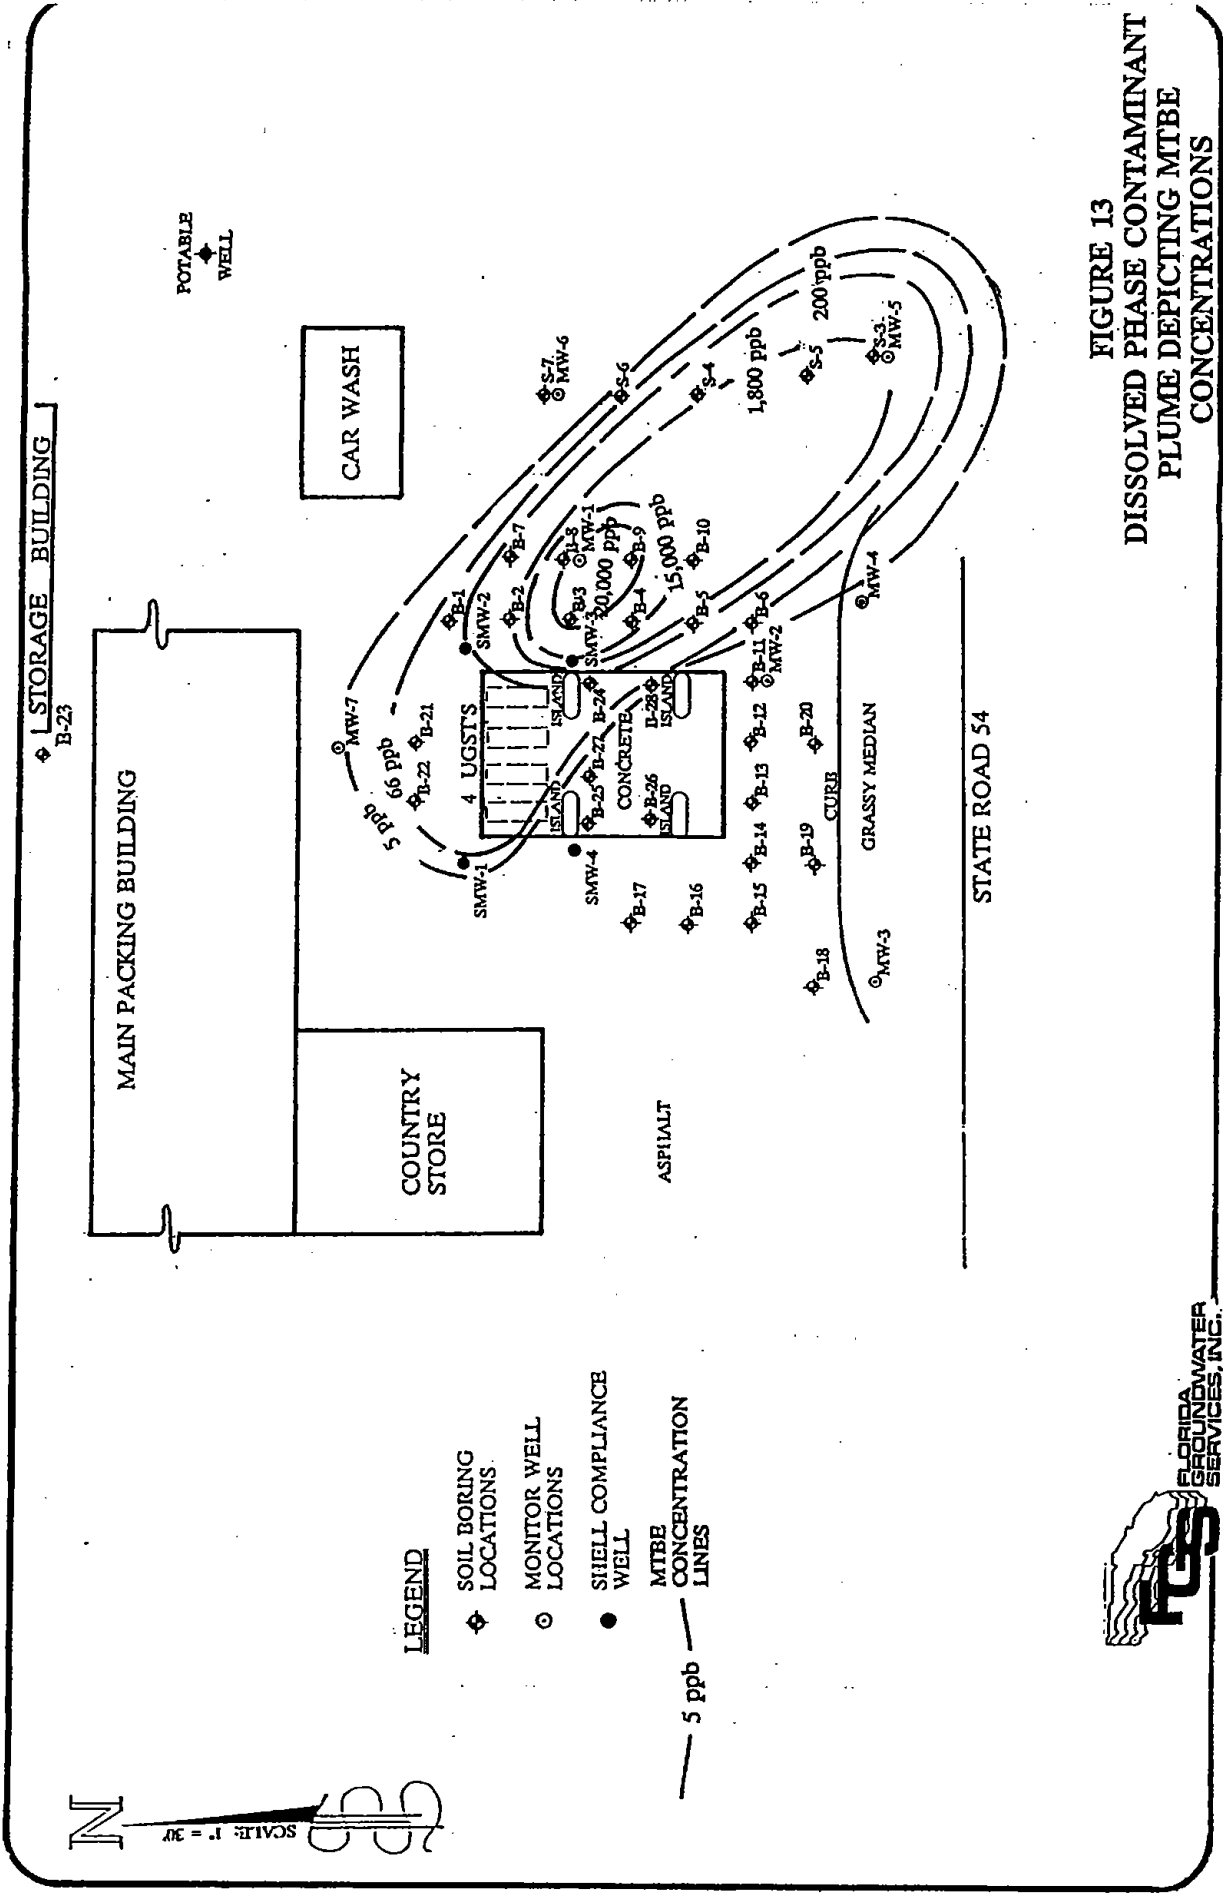 STORAGE BUILDING
B-23
POTABLE
WELL
MAIN PACKING BUILDING
CAR WASH
COUNTRY
STORE
MW-7
5 ppb
66 ppb
B-22
B-21
B-1
SMW-2
SMW-1
4 UGST'S
B-2
B-7
S-7
MW-6
S-6
ISLAND
ISLAND
SMW-4
B-25
B-27
B-24
SMW-3
B-3
B-8
MW-1
20,000 ppb
B-4
B-9
15,000 ppb
CONCRETE
B-26
B-28
ISLAND
ISLAND
B-17
B-16
B-5
B-10
S-4
1,800 ppb
200 ppb
S-5
S-3
MW-5
B-15
B-14
B-13
B-12
B-11
MW-2
B-6
B-18
B-19
B-20
CURB
MW-3
MW-4
GRASSY MEDIAN
ASPHALT
STATE ROAD 54
N
SCALE: 1" = 30'
LEGEND
SOIL BORING
LOCATIONS
MONITOR WELL
LOCATIONS
SHELL COMPLIANCE
WELL
5 ppb
MTBE
CONCENTRATION
LINES
FGS
FLORIDA
GROUNDWATER
SERVICES, INC.
FIGURE 13
DISSOLVED PHASE CONTAMINANT
PLUME DEPICTING MTBE
CONCENTRATIONS